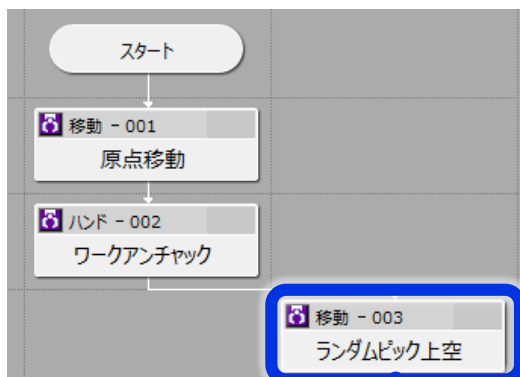 スタート
移動 - 001
原点移動
ハンド - 002
ワークアンチャック
移動 - 003
ランダムピック上空